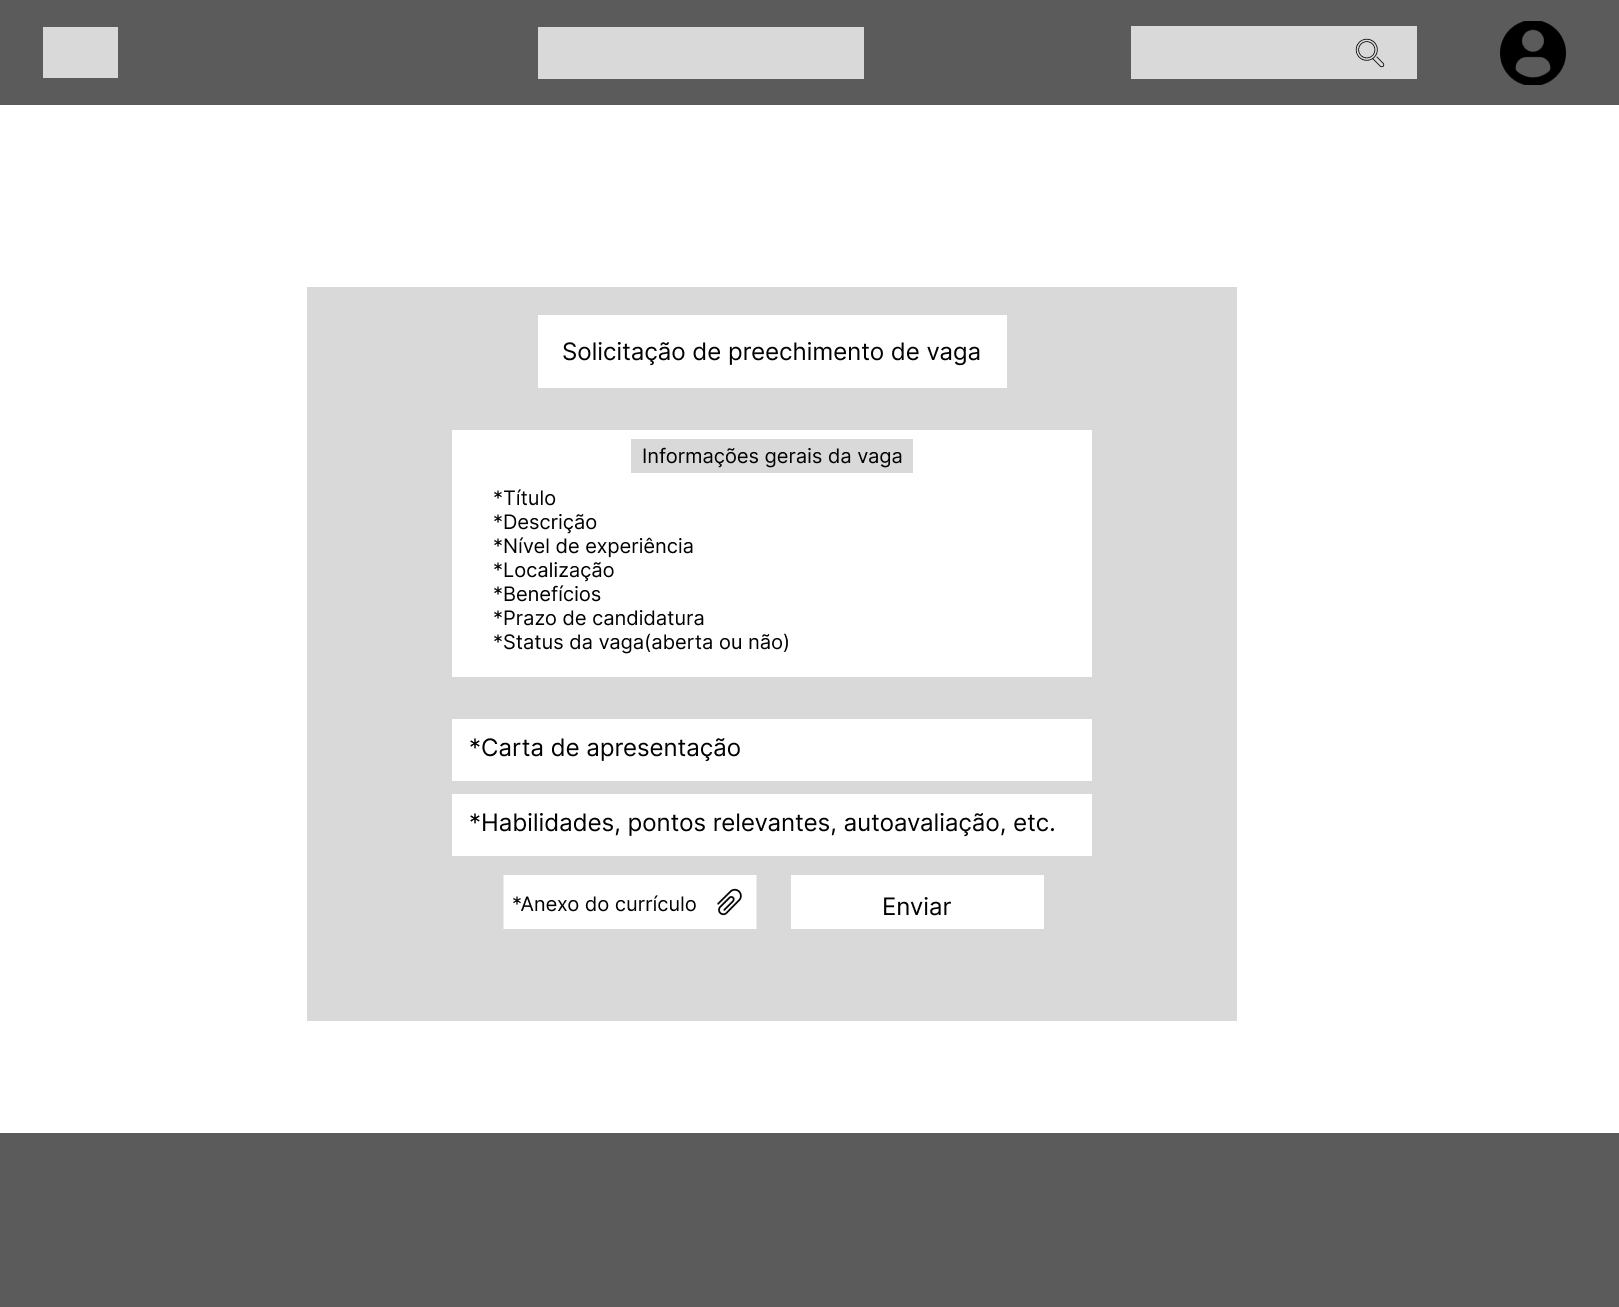 Solicitação de preechimento de vaga
Informações gerais da vaga
*Título
*Descrição
*Nível de experiência
*Localização
*Benefícios
*Prazo de candidatura
*Status da vaga(aberta ou não)
*Carta de apresentação
*Habilidades, pontos relevantes, autoavaliação, etc.
*Anexo do currículo
Enviar